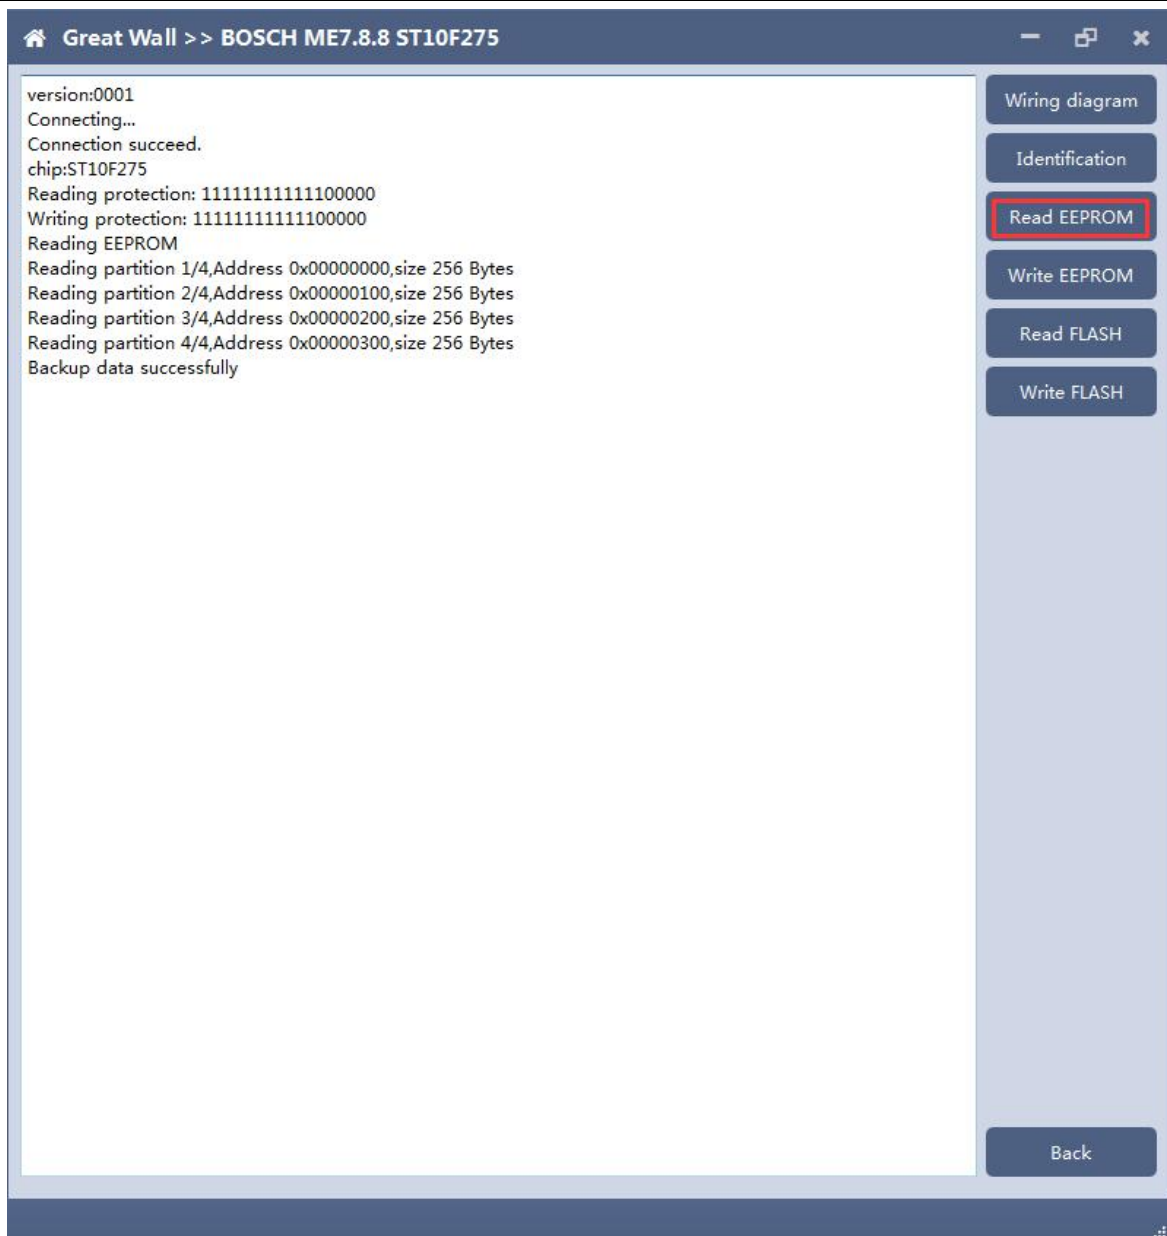 Great Wall >> BOSCH ME7.8.8 ST10F275
version:0001
Connecting...
Connection succeed.
chip:ST10F275
Reading protection: 11111111111100000
Writing protection: 11111111111100000
Reading EEPROM
Reading partition 1/4,Address 0x00000000,size 256 Bytes
Reading partition 2/4,Address 0x00000100,size 256 Bytes
Reading partition 3/4,Address 0x00000200,size 256 Bytes
Reading partition 4/4,Address 0x00000300,size 256 Bytes
Backup data successfully
Wiring diagram
Identification
Read EEPROM
Write EEPROM
Read FLASH
Write FLASH
Back